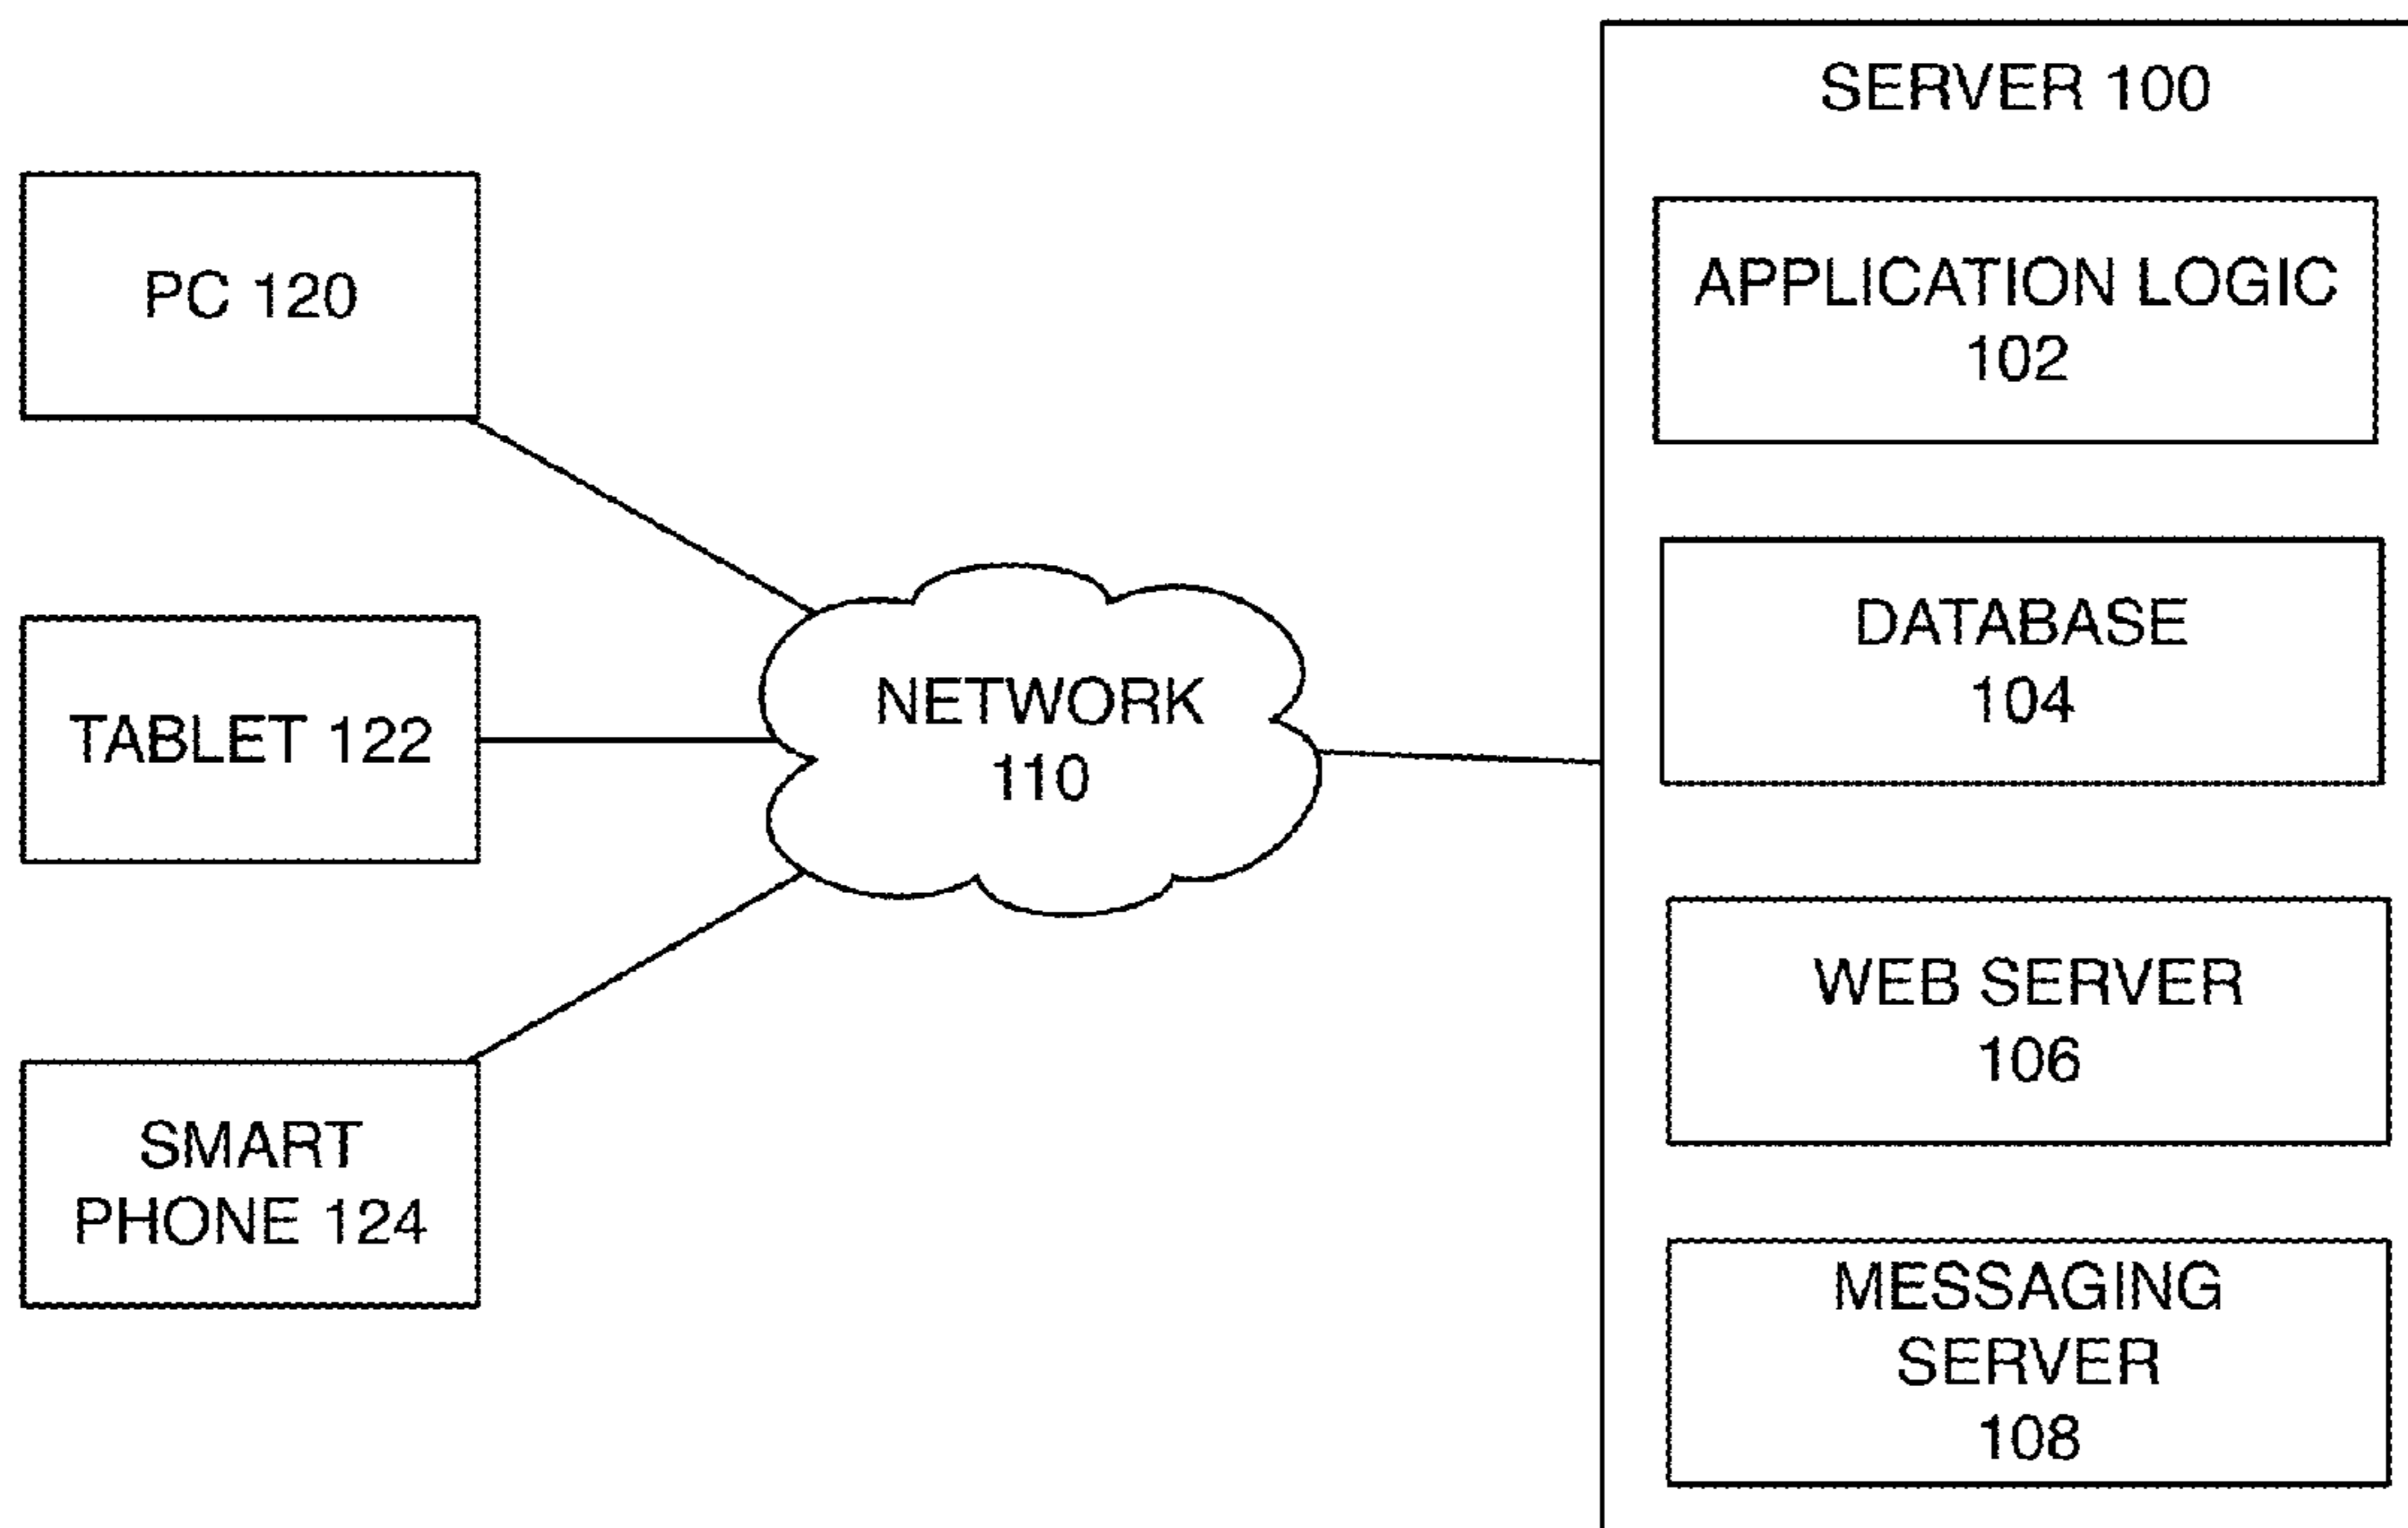 PC 120
TABLET 122
SMART
PHONE 124
NETWORK
110
SERVER 100
APPLICATION LOGIC
102
DATABASE
104
WEB SERVER
106
MESSAGING
SERVER
108